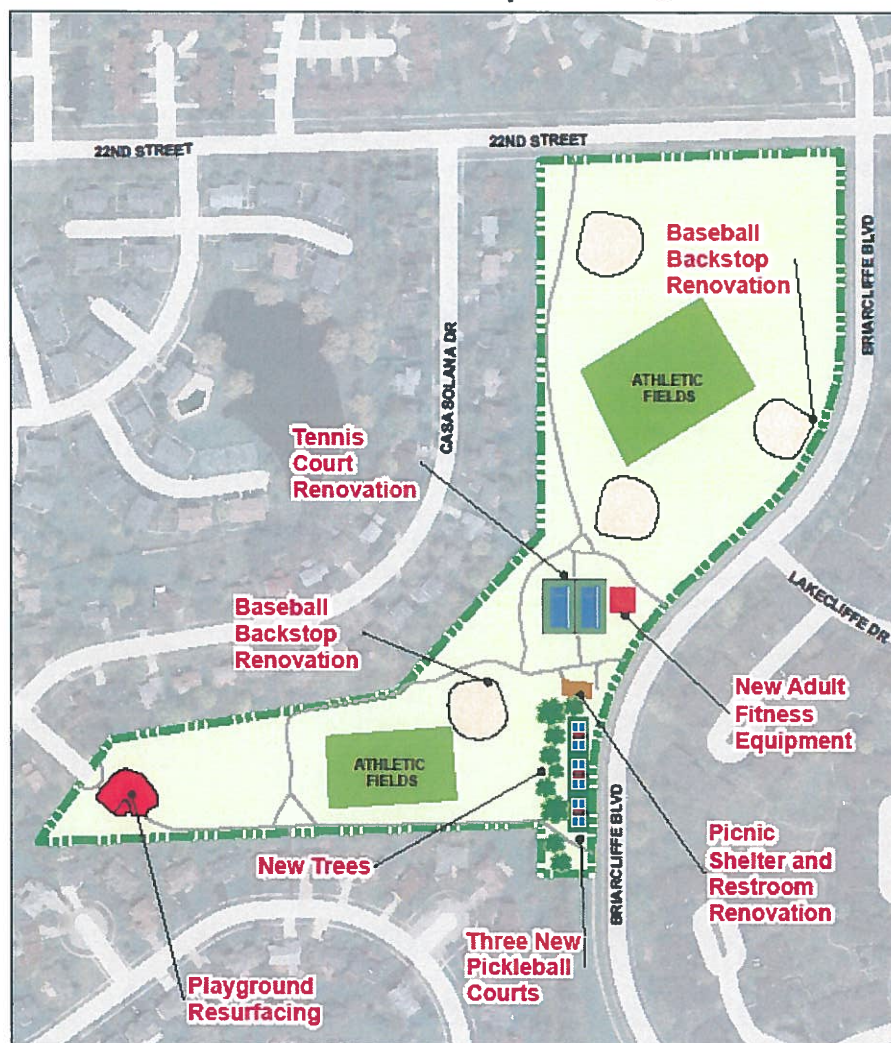 22ND STREET
22ND STREET
Baseball
Backstop
Renovation
BRIARCLIFFE BLVD
ATHLETIC
FIELDS
CASA SOLANA DR
Tennis
Court
Renovation
LAKECLIFFE DR
Baseball
Backstop
Renovation
New Adult
Fitness
Equipment
ATHLETIC
FIELDS
BRIARCLIFFE BLVD
Picnic
Shelter and
Restroom
Renovation
New Trees
Three New
Pickleball
Courts
Playground
Resurfacing